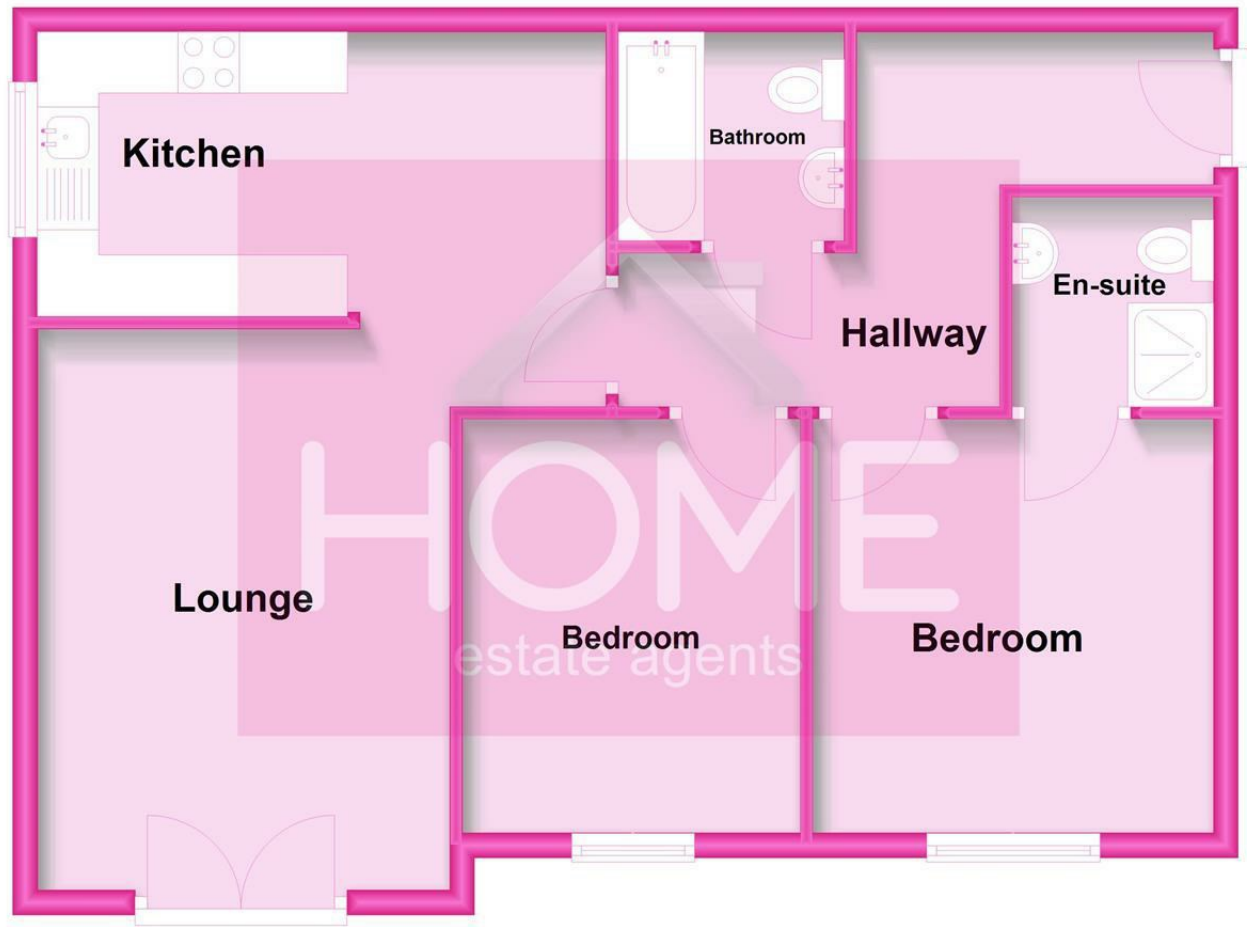 Kitchen
Bathroom
En-suite
Hallway
HOME
estate agents
Lounge
Bedroom
Bedroom